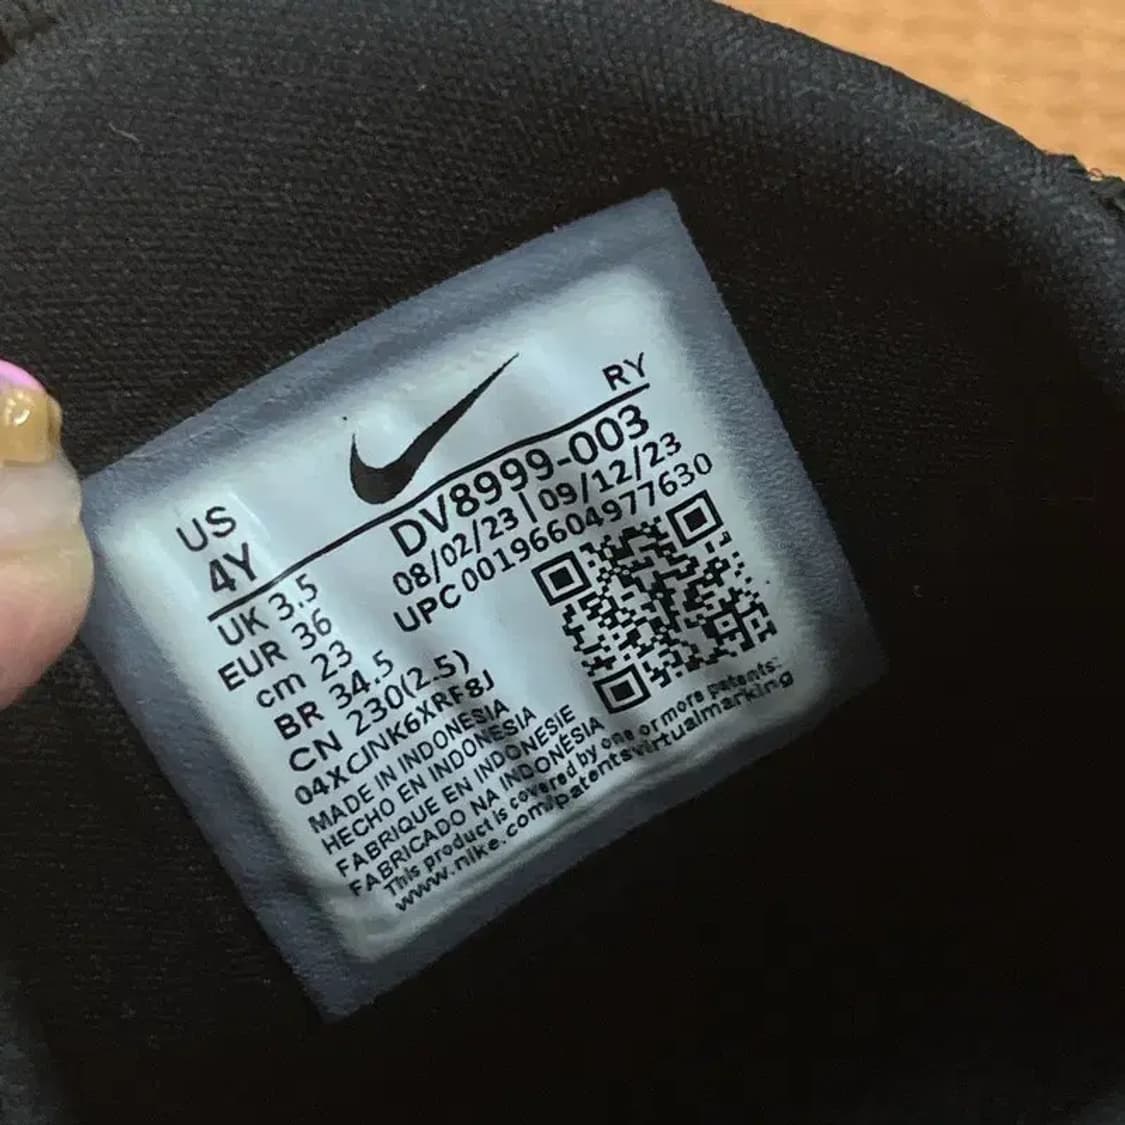 US
4Y
RY
DV8999-003
08/02/23 | 09/12/23
UPC 00196604977630
UK 3.5
EUR 36
cm 23
BR 34.5
CN 230(2.5)
04XCINK6XRF8J
MADE IN INDONESIA
HECHO EN INDONESIA
FABRIQUE EN INDONESIE
FABRICADO NA INDONÉSIA
This product is covered by one or more patents:
www.nike.com/patentsvirtualmarking